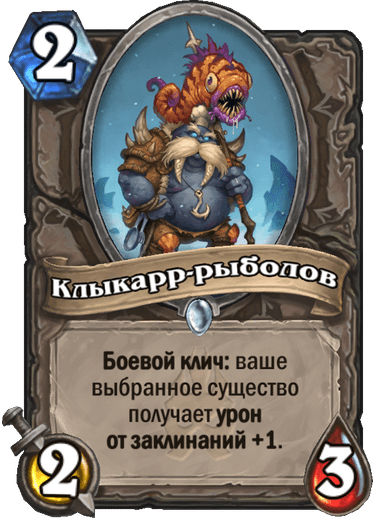 2
Клыкарр-рыболов
Боевой клич: ваше
выбранное существо
получает урон
от заклинаний +1.
2
3